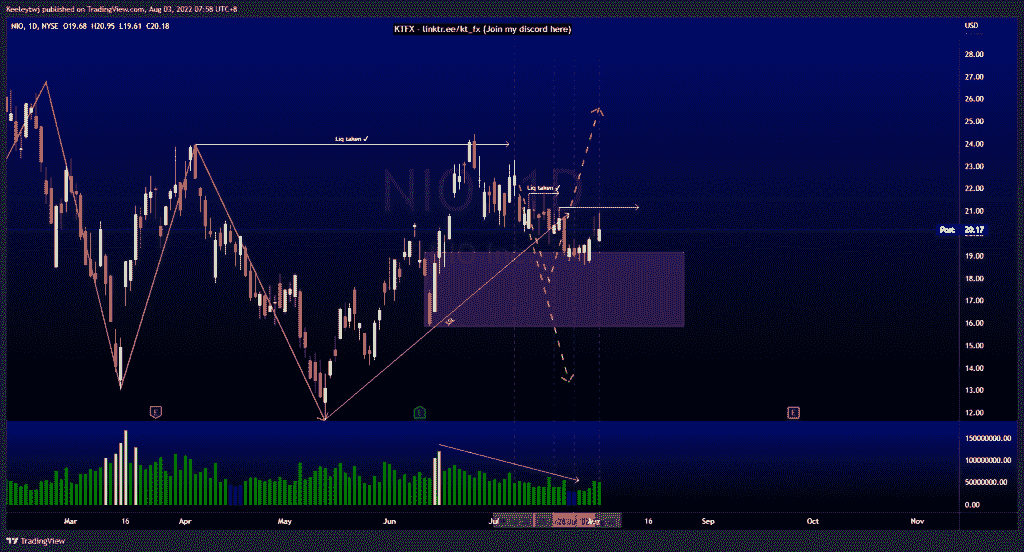 Keeleytwj published on TradingView.com, Aug 03, 2022 07:58 UTC+8
NIO, 1D, NYSE O19.68 H20.95 L19.61 C20.18
KTFX - linktr.ee/kt_fx (Join my discord here)
USD
28.00
27.00
26.00
25.00
24.00
23.00
22.00
21.00
Post 20.17
19.00
18.00
17.00
16.00
15.00
14.00
13.00
12.00
Liq taken ✓
Liq taken ✓
NIO, 1D
E
E
E
150000000.00
100000000.00
50000000.00
0.00
Mar 16 Apr May Jun Jul Aug 16 Sep Oct Nov
TradingView